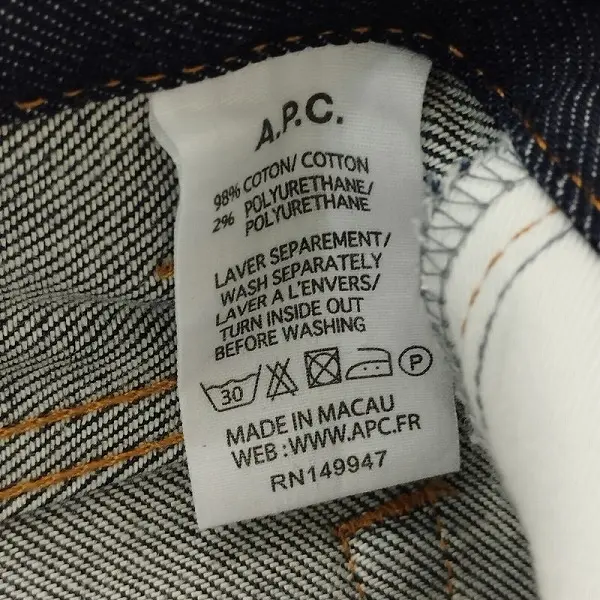 A.P.C.
98% COTON/ COTTON
2% POLYURETHANE/
POLYURETHANE
LAVER SEPAREMENT/
WASH SEPARATELY
LAVER A L'ENVERS/
TURN INSIDE OUT
BEFORE WASHING
30 P
MADE IN MACAU
WEB : WWW.APC.FR
RN149947